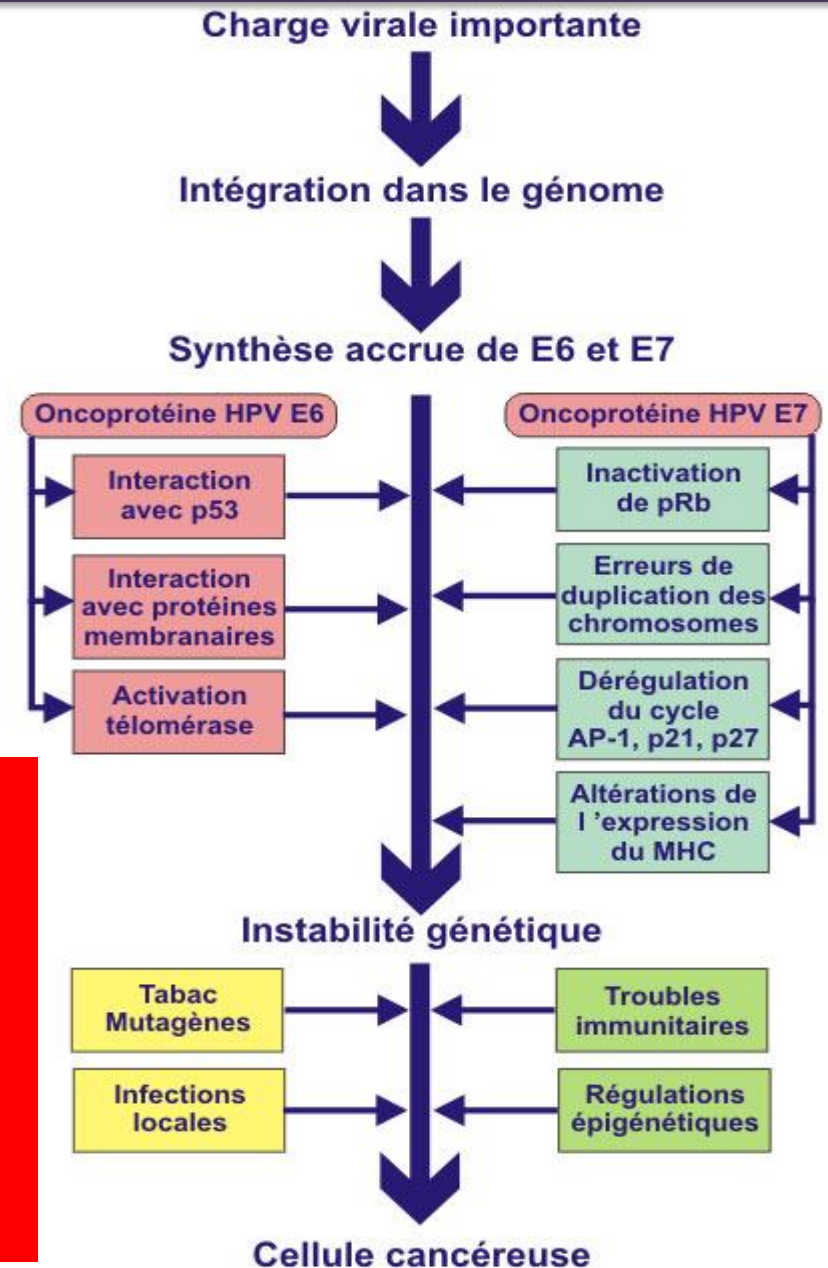 Charge virale importante
Intégration dans le génome
Synthèse accrue de E6 et E7
Oncoprotéine HPV E6
Interaction
avec p53
Interaction
avec protéines
membranaires
Activation
télomérase
Oncoprotéine HPV E7
Inactivation
de pRb
Erreurs de
duplication des
chromosomes
Dérégulation
du cycle
AP-1, p21, p27
Altérations de
l ’expression
du MHC
Instabilité génétique
Tabac
Mutagènes
Infections
locales
Troubles
immunitaires
Régulations
épigénétiques
Cellule cancéreuse